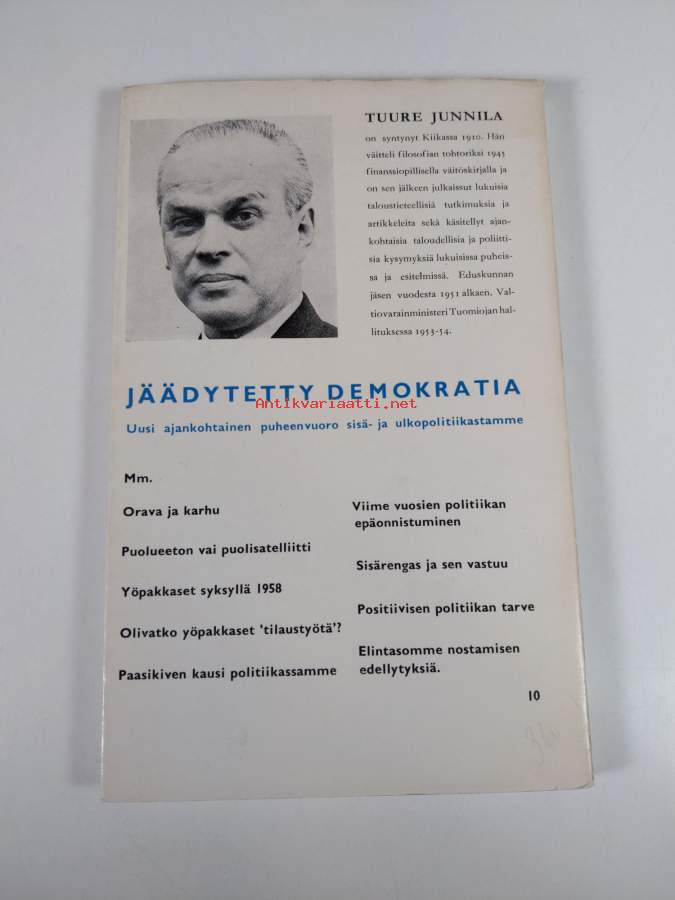 TUURE JUNNILA
on syntynyt Kiikassa 1910. Hän
väitteli filosofian tohtoriksi 1945
finanssiopillisella väitöskirjalla ja
on sen jälkeen julkaissut lukuisia
taloustieteellisiä tutkimuksia ja
artikkeleita sekä käsitellyt ajan-
kohtaisia taloudellisia ja poliitti-
sia kysymyksiä lukuisissa puheis-
sa ja esitelmissä. Eduskunnan
jäsen vuodesta 1951 alkaen. Val-
tiovarainministeri Tuomiojan hal-
lituksessa 1953-54.
JÄÄDYTETTY DEMOKRATIA
Antikvariaatti.net
Uusi ajankohtainen puheenvuoro sisä- ja ulkopolitiikastamme
Mm.
Orava ja karhu
Puolueeton vai puolisatelliitti
Yöpakkaset syksyllä 1958
Olivatko yöpakkaset 'tilaustyötä'?
Paasikiven kausi politiikassamme
Viime vuosien politiikan
epäonnistuminen
Sisärengas ja sen vastuu
Positiivisen politiikan tarve
Elintasomme nostamisen
edellytyksiä.
10